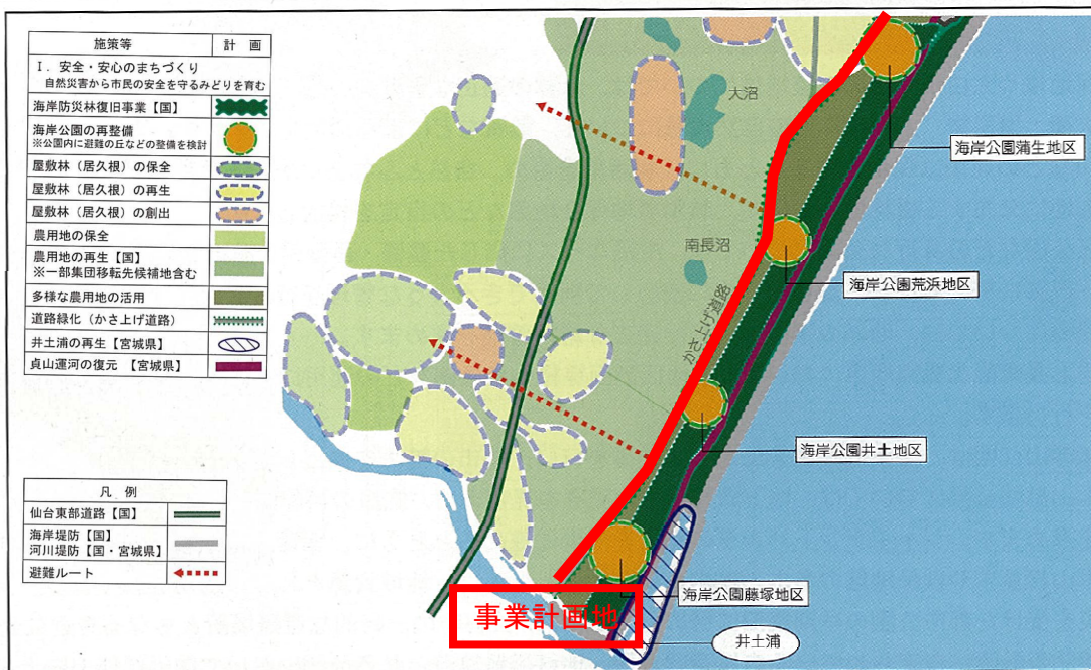 施策等 計画
Ⅰ. 安全・安心のまちづくり
自然災害から市民の安全を守るみどりを育む
海岸防災林復旧事業【国】
海岸公園の再整備
※公園内に避難の丘などの整備を検討
屋敷林（居久根）の保全
屋敷林（居久根）の再生
屋敷林（居久根）の創出
農用地の保全
農用地の再生【国】
※一部集団移転先候補地含む
多様な農用地の活用
道路緑化（かさ上げ道路）
井土浦の再生【宮城県】
貞山運河の復元 【宮城県】
凡例
仙台東部道路【国】
海岸堤防【国】
河川堤防【国・宮城県】
避難ルート
大沼
南長沼
かさ上げ道路
海岸公園蒲生地区
海岸公園荒浜地区
海岸公園井土地区
海岸公園藤塚地区
井土浦
事業計画地